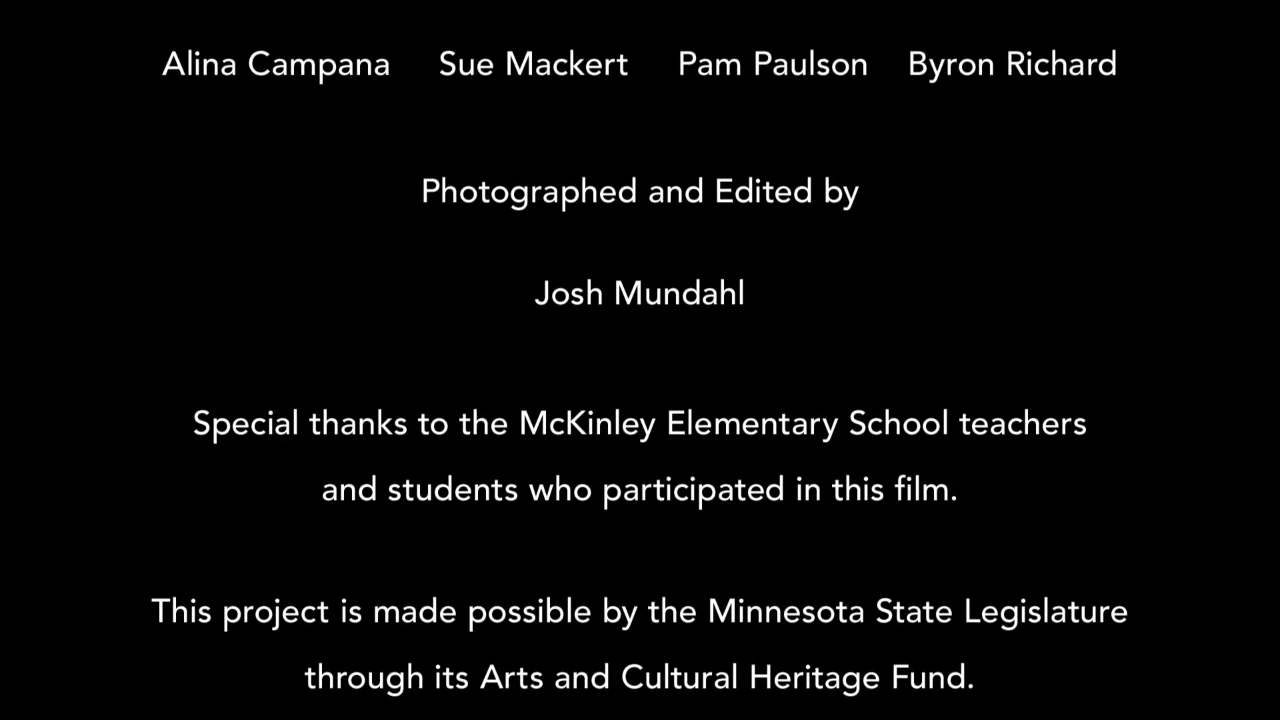 Alina Campana Sue Mackert Pam Paulson Byron Richard
Photographed and Edited by
Josh Mundahl
Special thanks to the McKinley Elementary School teachers
and students who participated in this film.
This project is made possible by the Minnesota State Legislature
through its Arts and Cultural Heritage Fund.